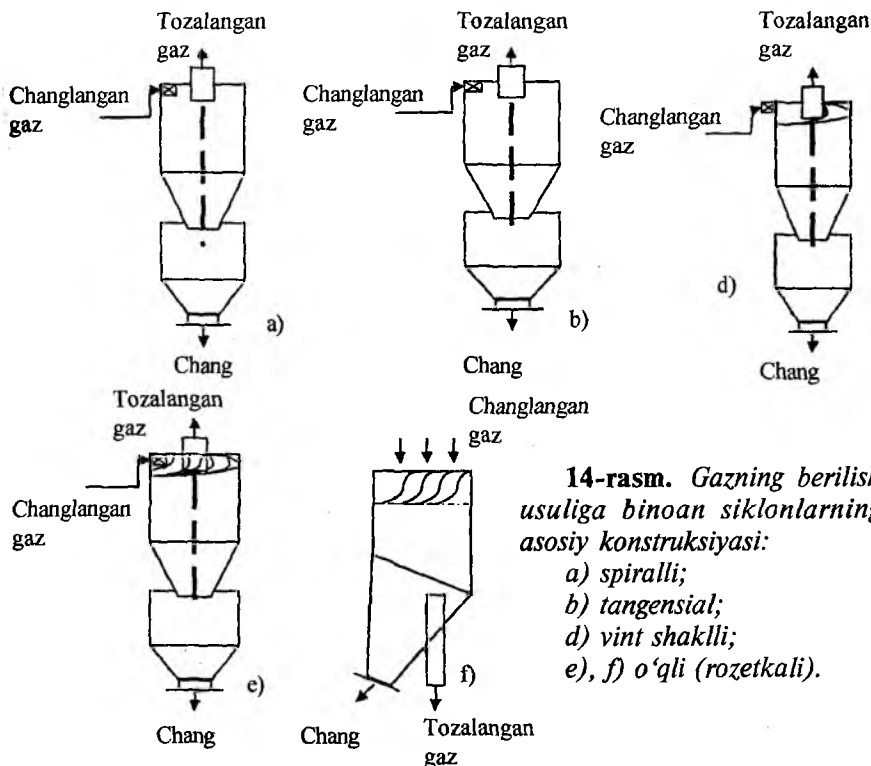 Tozalangan
gaz
Changlangan
gaz
a)
Chang
Tozalangan
gaz
Changlangan
gaz
b)
Chang
Tozalangan
gaz
Changlangan
gaz
d)
Chang
Tozalangan
gaz
Changlangan
gaz
e)
Chang
Changlangan
gaz
f)
Chang
Tozalangan
gaz
14-rasm. Gazning berilish
usuliga binoan siklonlarning
asosiy konstruksiyasi:
a) spiralli;
b) tangensial;
d) vint shaklli;
e), f) o‘qli (rozetkali).